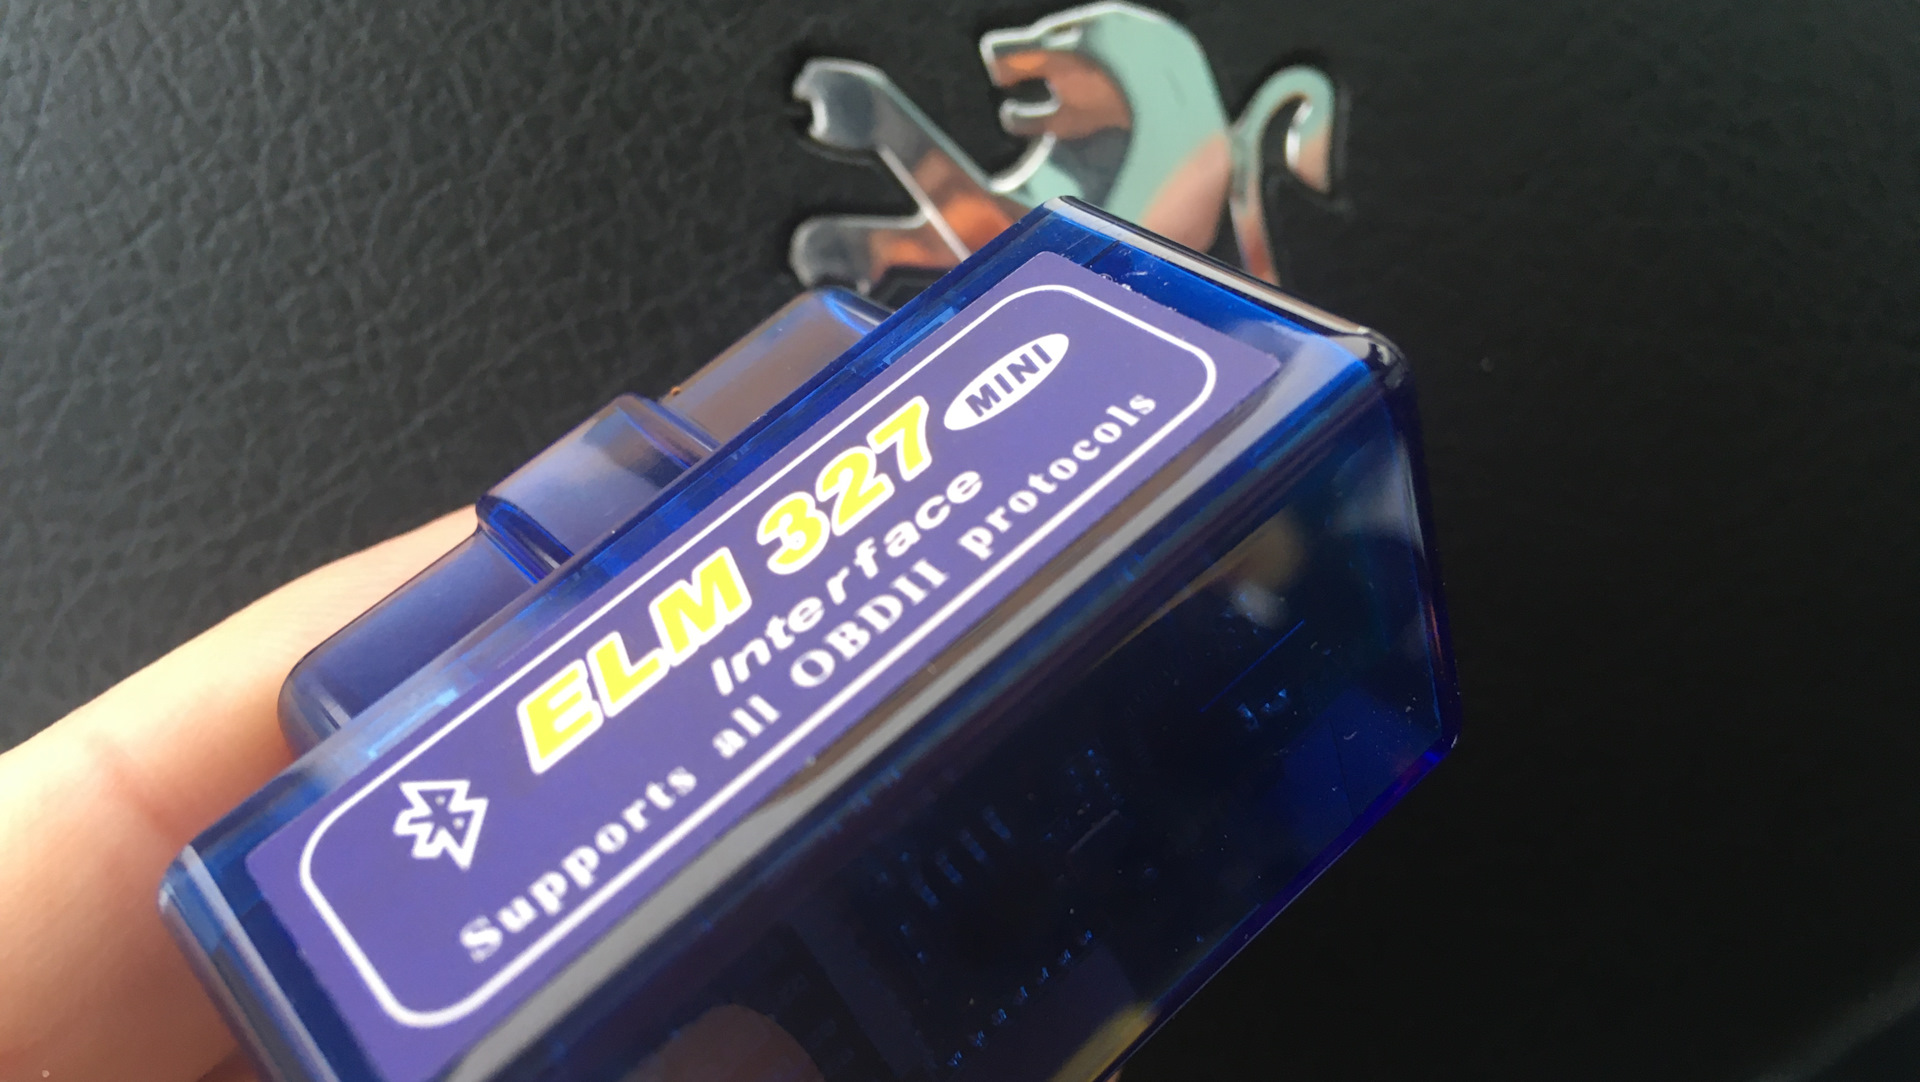 ELM 327 MINI
Interface
Supports all OBDII protocols